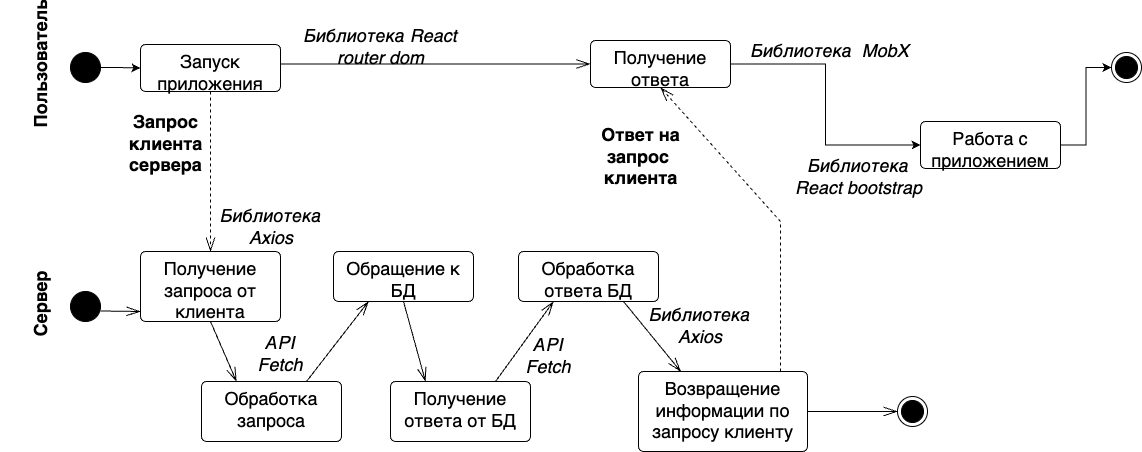 Пользователь
Запуск
приложения
Библиотека React
router dom
Получение
ответа
Библиотека MobX
Работа с
приложением
Библиотека
React bootstrap
Запрос
клиента
сервера
Ответ на
запрос
клиента
Библиотека
Axios
Сервер
Получение
запроса от
клиента
Обращение к
БД
Обработка
ответа БД
API
Fetch
API
Fetch
Библиотека
Axios
Обработка
запроса
Получение
ответа от БД
Возвращение
информации по
запросу клиенту